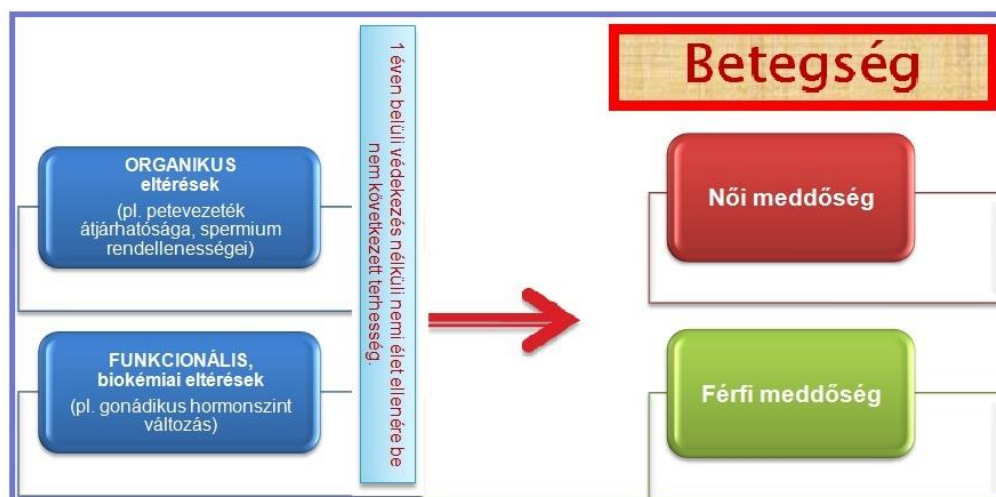 ORGANIKUS
eltérések
(pl. petevezeték
átjárhatósága, spermium
rendellenességei)
FUNKCIONÁLIS,
biokémiai eltérések
(pl. gonádikus hormonszint
változás)
1 éven belüli védekezés nélküli nemi élet ellenére be
nem következett terhesség.
Betegség
Női meddőség
Férfi meddőség